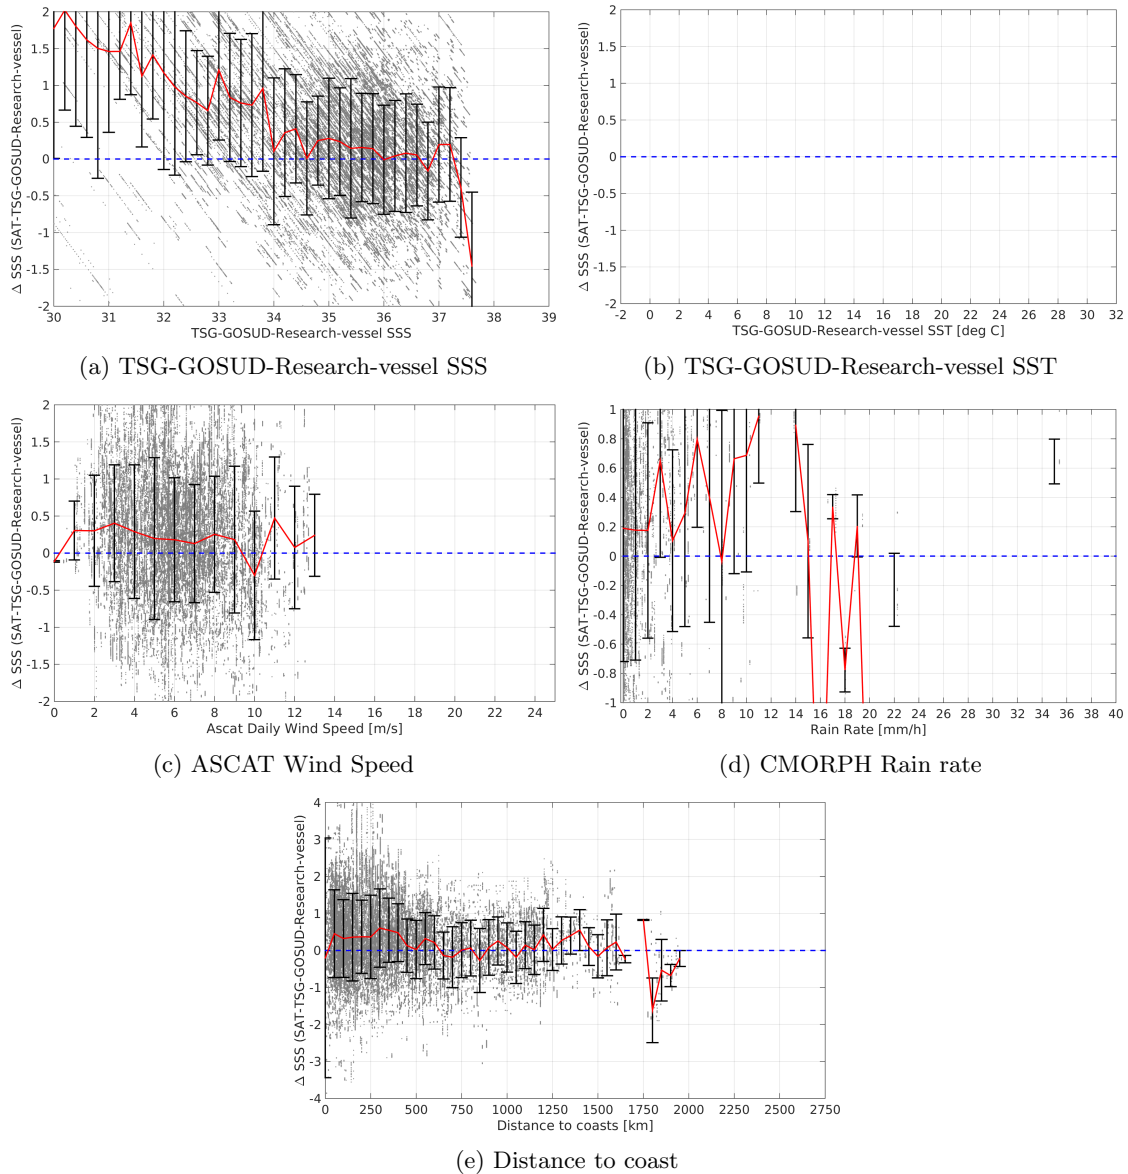 2
1.5
1
0.5
0
-0.5
-1
-1.5
-2
Δ SSS (SAT-TSG-GOSUD-Research-vessel)
30 31 32 33 34 35 36 37 38 39
TSG-GOSUD-Research-vessel SSS
(a) TSG-GOSUD-Research-vessel SSS
2
1.5
1
0.5
0
-0.5
-1
-1.5
-2
Δ SSS (SAT-TSG-GOSUD-Research-vessel)
-2 0 2 4 6 8 10 12 14 16 18 20 22 24 26 28 30 32
TSG-GOSUD-Research-vessel SST [deg C]
(b) TSG-GOSUD-Research-vessel SST
2
1.5
1
0.5
0
-0.5
-1
-1.5
-2
Δ SSS (SAT-TSG-GOSUD-Research-vessel)
0 2 4 6 8 10 12 14 16 18 20 22 24
Ascat Daily Wind Speed [m/s]
(c) ASCAT Wind Speed
1
0.8
0.6
0.4
0.2
0
-0.2
-0.4
-0.6
-0.8
-1
Δ SSS (SAT-TSG-GOSUD-Research-vessel)
0 2 4 6 8 10 12 14 16 18 20 22 24 26 28 30 32 34 36 38 40
Rain Rate [mm/h]
(d) CMORPH Rain rate
4
3
2
1
0
-1
-2
-3
-4
Δ SSS (SAT-TSG-GOSUD-Research-vessel)
0 250 500 750 1000 1250 1500 1750 2000 2250 2500 2750
Distance to coasts [km]
(e) Distance to coast